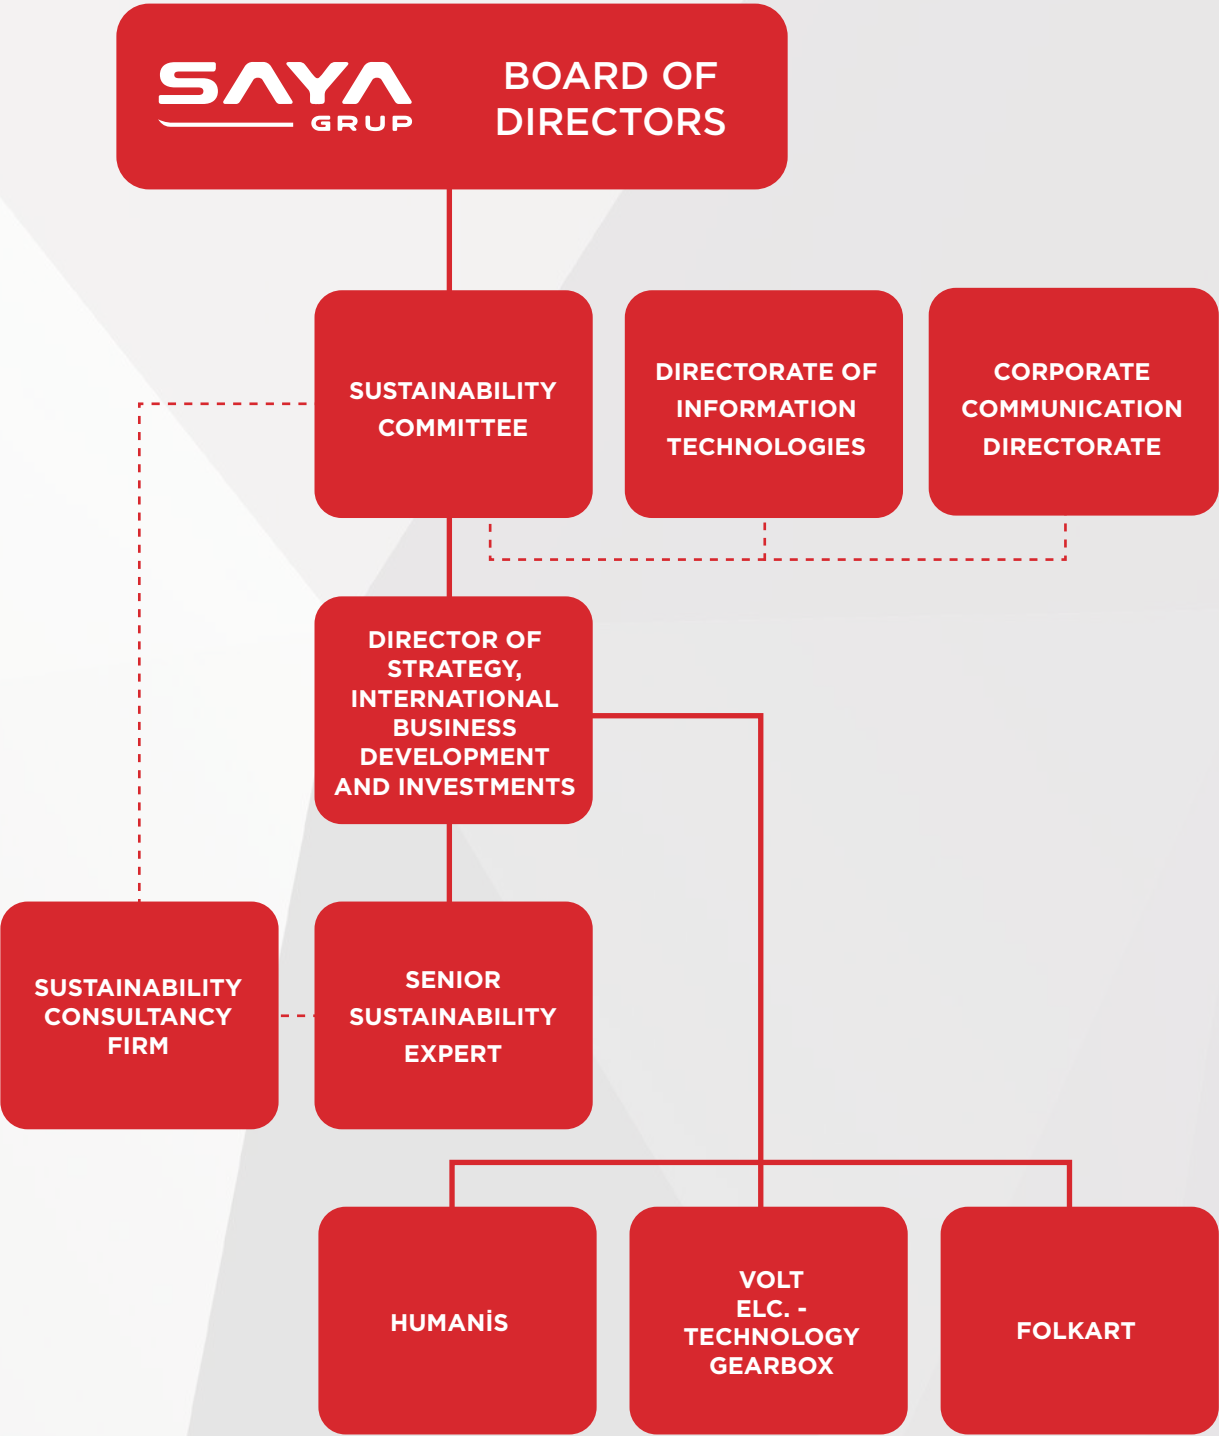 SAYA
GRUP
BOARD OF
DIRECTORS
SUSTAINABILITY
COMMITTEE
DIRECTORATE OF
INFORMATION
TECHNOLOGIES
CORPORATE
COMMUNICATION
DIRECTORATE
DIRECTOR OF
STRATEGY,
INTERNATIONAL
BUSINESS
DEVELOPMENT
AND INVESTMENTS
SUSTAINABILITY
CONSULTANCY
FIRM
SENIOR
SUSTAINABILITY
EXPERT
HUMANİS
VOLT
ELC. -
TECHNOLOGY
GEARBOX
FOLKART